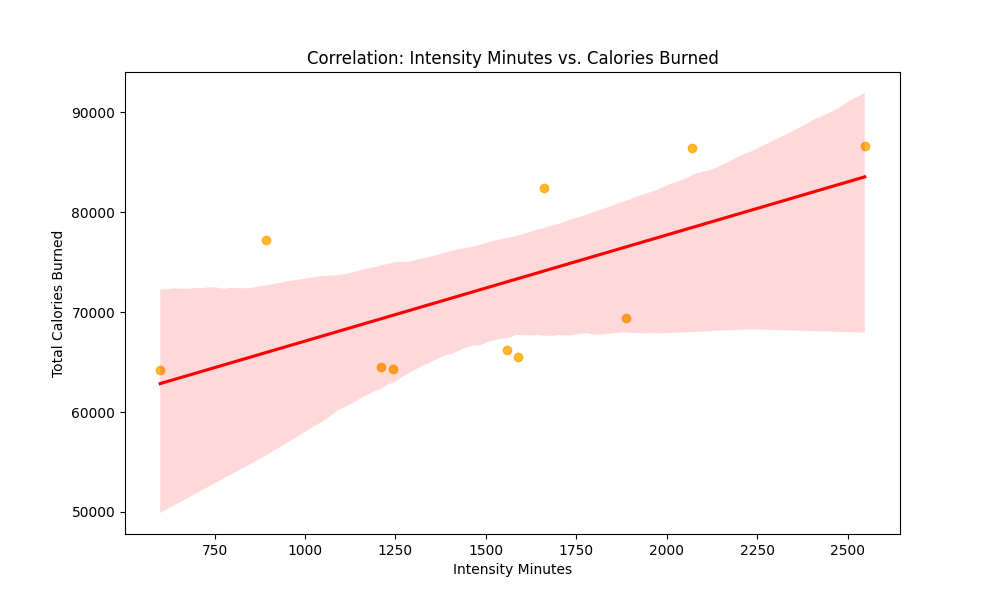 Correlation: Intensity Minutes vs. Calories Burned
90000
80000
70000
60000
50000
Total Calories Burned
750 1000 1250 1500 1750 2000 2250 2500
Intensity Minutes